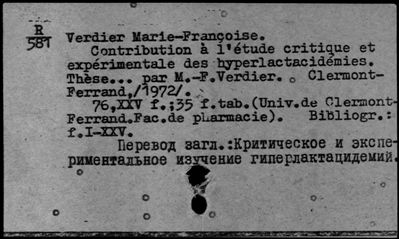 R
581
Verdier Marie-Françoise.
Contribution à l'étude critique et
expérimentale des hyperlactacidémies.
Thèse... par M.-F.Verdier. Clermont-
Ferrand,/1972/.
76,XXV f.;35 f.tab.(Univ.de Clermont-
Ferrand.Fac.de pharmacie). Bibliogr.:
f.I-XXV.
Перевод загл.:Критическое и экспе-
риментальное изучение гиперлактацидемий.